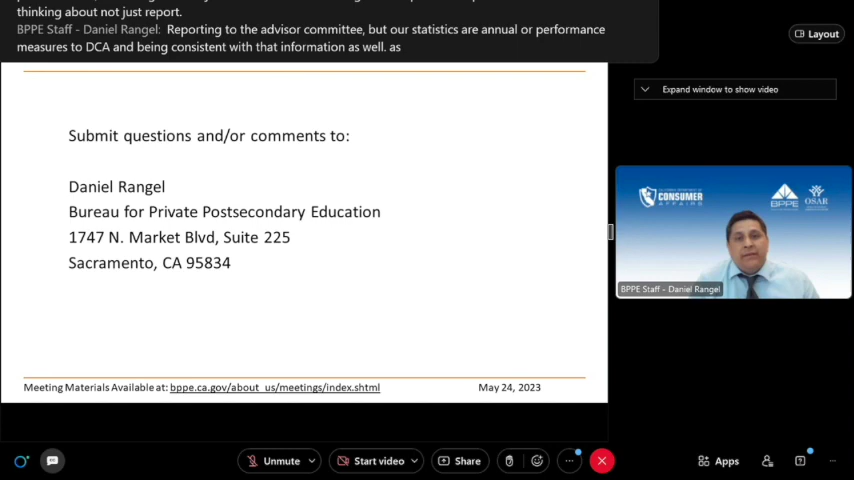 thinking about not just report.
BPPE Staff - Daniel Rangel: Reporting to the advisor committee, but our statistics are annual or performance
measures to DCA and being consistent with that information as well. as
Layout
Expand window to show video
Submit questions and/or comments to:
Daniel Rangel
Bureau for Private Postsecondary Education
1747 N. Market Blvd, Suite 225
Sacramento, CA 95834
CONSUMER
AFFAIRS
BPPE
OSAR
BPPE Staff - Daniel Rangel
Meeting Materials Available at: bppe.ca.gov/about_us/meetings/index.shtml
May 24, 2023
Unmute
Start video
Share
Apps